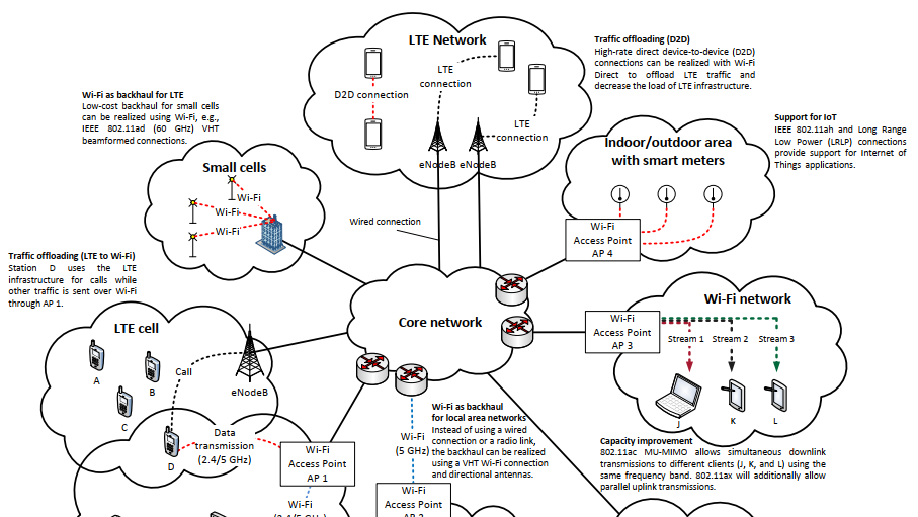 LTE Network
LTE
connection
D2D connection
LTE
connection
eNodeB
eNodeB
Traffic offloading (D2D)
High-rate direct device-to-device (D2D)
connections can be realized with Wi-Fi
Direct to offload LTE traffic and
decrease the load of LTE infrastructure.
Wi-Fi as backhaul for LTE
Low-cost backhaul for small cells
can be realized using Wi-Fi, e.g.,
IEEE 802.11ad (60 GHz) VHT
beamformed connections.
Support for IoT
IEEE 802.11ah and Long Range
Low Power (LRLP) connections
provide support for Internet of
Things applications.
Small cells
Wi-Fi
Wi-Fi
Wi-Fi
Indoor/outdoor area
with smart meters
Wi-Fi
Access Point
AP 4
Wired connection
Traffic offloading (LTE to Wi-Fi)
Station D uses the LTE
infrastructure for calls while
other traffic is sent over Wi-Fi
through AP 1.
Core network
Wi-Fi network
Wi-Fi
Access Point
AP 3
Stream 1
Stream 2
Stream 3
J
K
L
LTE cell
A
B
C
D
Call
eNodeB
Data
transmission
(2.4/5 GHz)
Wi-Fi
Access Point
AP 1
Wi-Fi
(5 GHz)
Wi-Fi as backhaul
for local area networks
Instead of using a wired
connection or a radio link,
the backhaul can be realized
using a VHT Wi-Fi connection
and directional antennas.
Capacity improvement
802.11ac MU-MIMO allows simultaneous downlink
transmissions to different clients (J, K, and L) using the
same frequency band. 802.11ax will additionally allow
parallel uplink transmissions.
Wi-Fi
Wi-Fi
Access Point